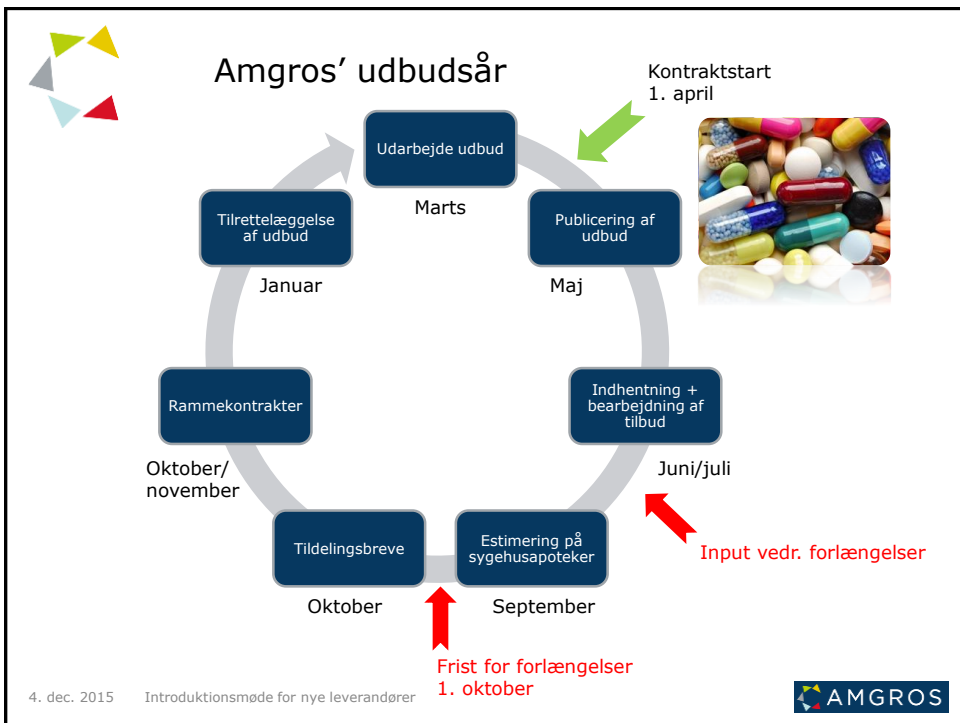 Amgros' udbudsår
Kontraktstart
1. april
Udarbejde udbud
Marts
Publicering af
udbud
Maj
Indhentning +
bearbejdning af
tilbud
Juni/juli
Input vedr. forlængelser
Estimering på
sygehusapoteker
September
Frist for forlængelser
1. oktober
Tildelingsbreve
Oktober
Rammekontrakter
Oktober/
november
Tilrettelæggelse
af udbud
Januar
4. dec. 2015 Introduktionsmøde for nye leverandører
AMGROS